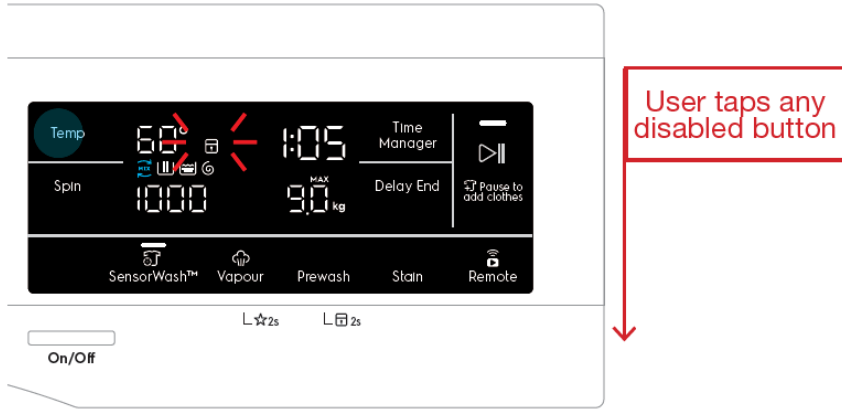 User taps any
disabled button
Temp
60°
1:05
Time
Manager
MIX
Spin
1000
MAX
9.0 kg
Delay End
Pause to
add clothes
SensorWash™
Vapour
Prewash
Stain
Remote
2s
2s
On/Off